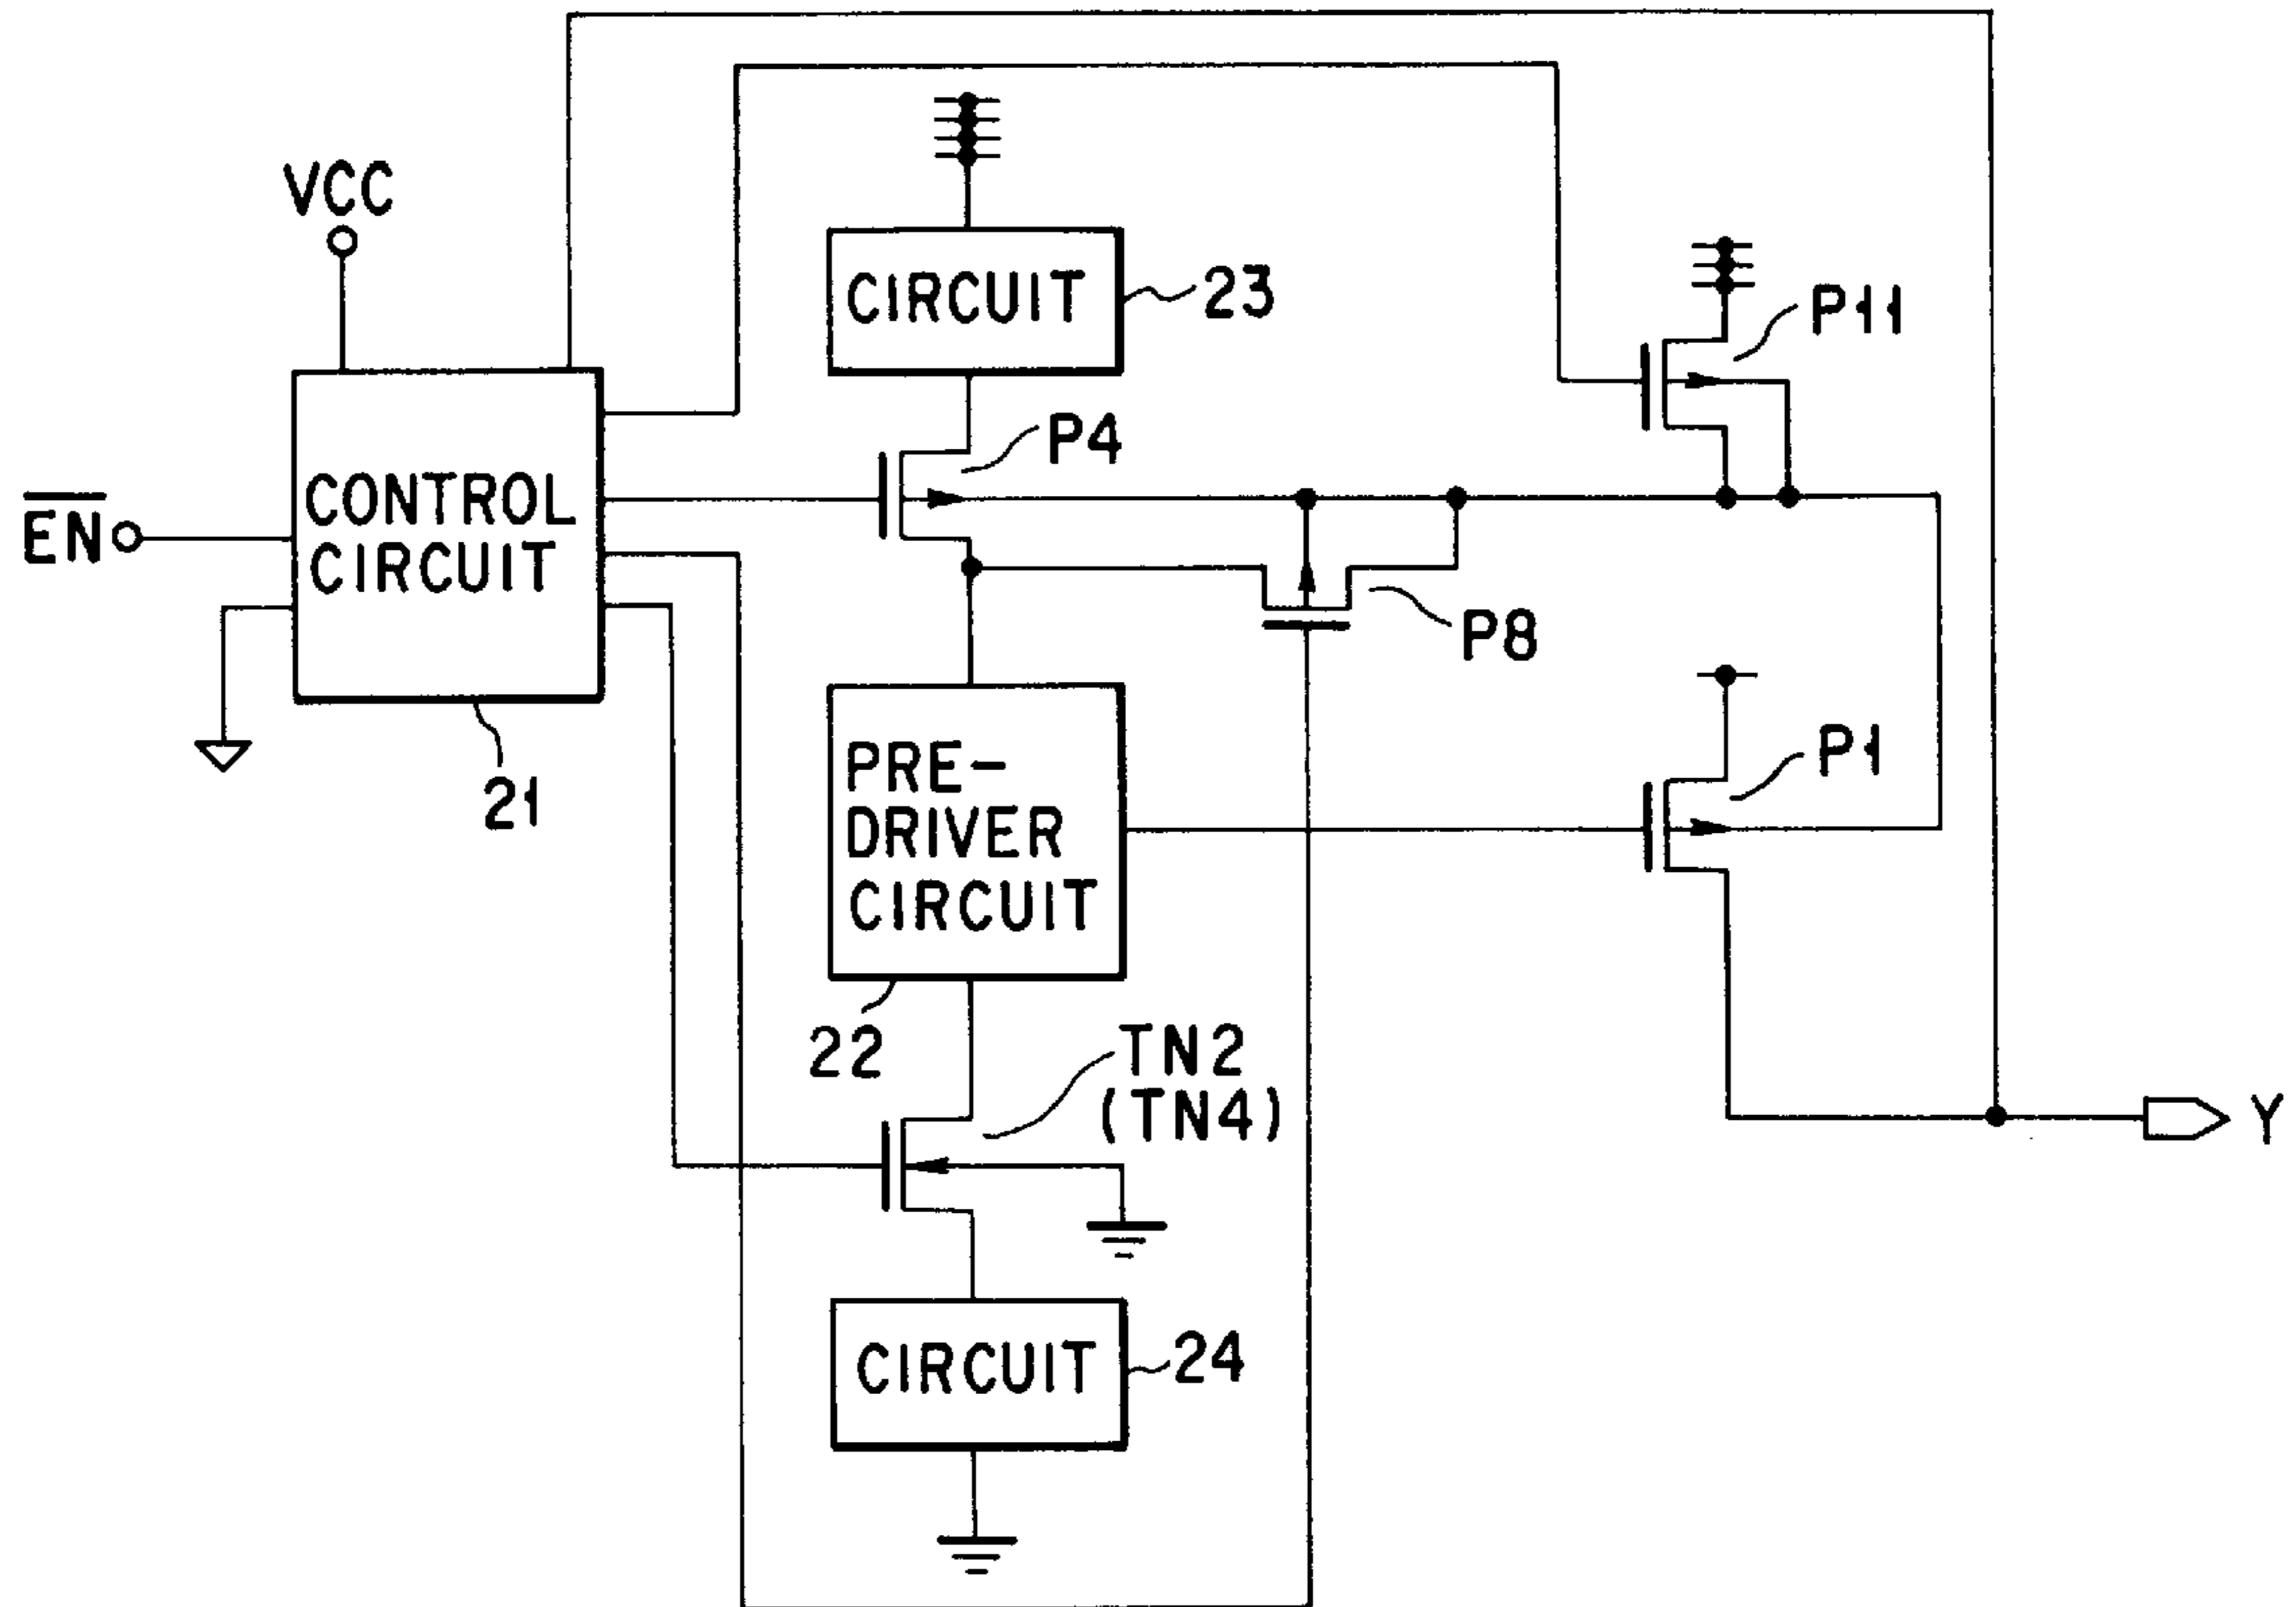 VCC
CIRCUIT
23
P11
P4
CONTROL
CIRCUIT
EN
P8
21
PRE-
DRIVER
CIRCUIT
P1
22
TN2
(TN4)
Y
CIRCUIT
24